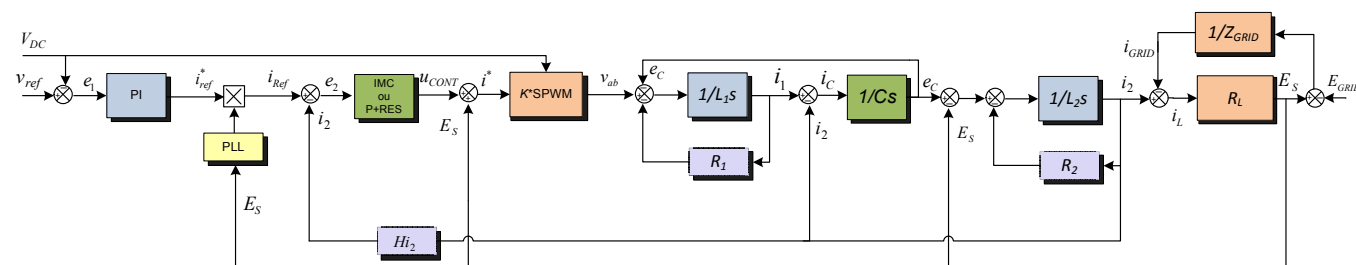 V_DC
v_ref
e_1
PI
i*_ref
PLL
E_S
i_Ref
e_2
i_2
IMC
ou
P+RES
u_CONT
i*
E_S
K*SPWM
v_ab
e_C
1/L_1s
R_1
i_1
i_C
i_2
1/Cs
e_C
E_S
1/L_2s
R_2
i_2
i_GRID
1/Z_GRID
i_L
R_L
E_S
E_GRID
Hi_2